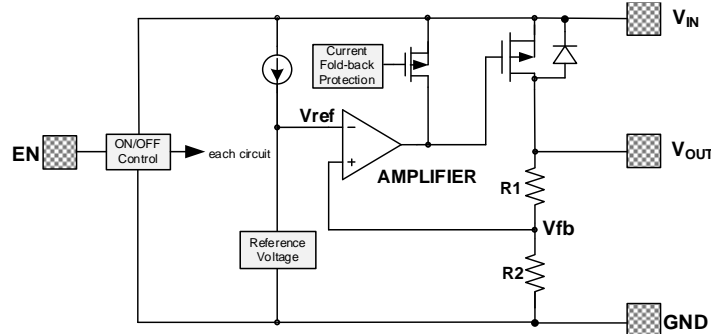 VIN
Current
Fold-back
Protection
Vref
−
+
AMPLIFIER
EN
ON/OFF
Control
each circuit
VOUT
R1
Vfb
Reference
Voltage
R2
GND